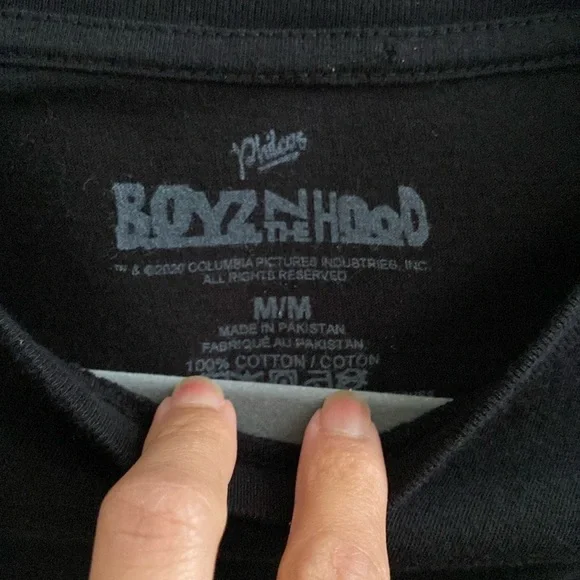 Philcos
BOYZ N THE HOOD
™ & ©2020 COLUMBIA PICTURES INDUSTRIES, INC.
ALL RIGHTS RESERVED
M/M
MADE IN PAKISTAN
FABRIQUÉ AU PAKISTAN
100% COTTON / COTON